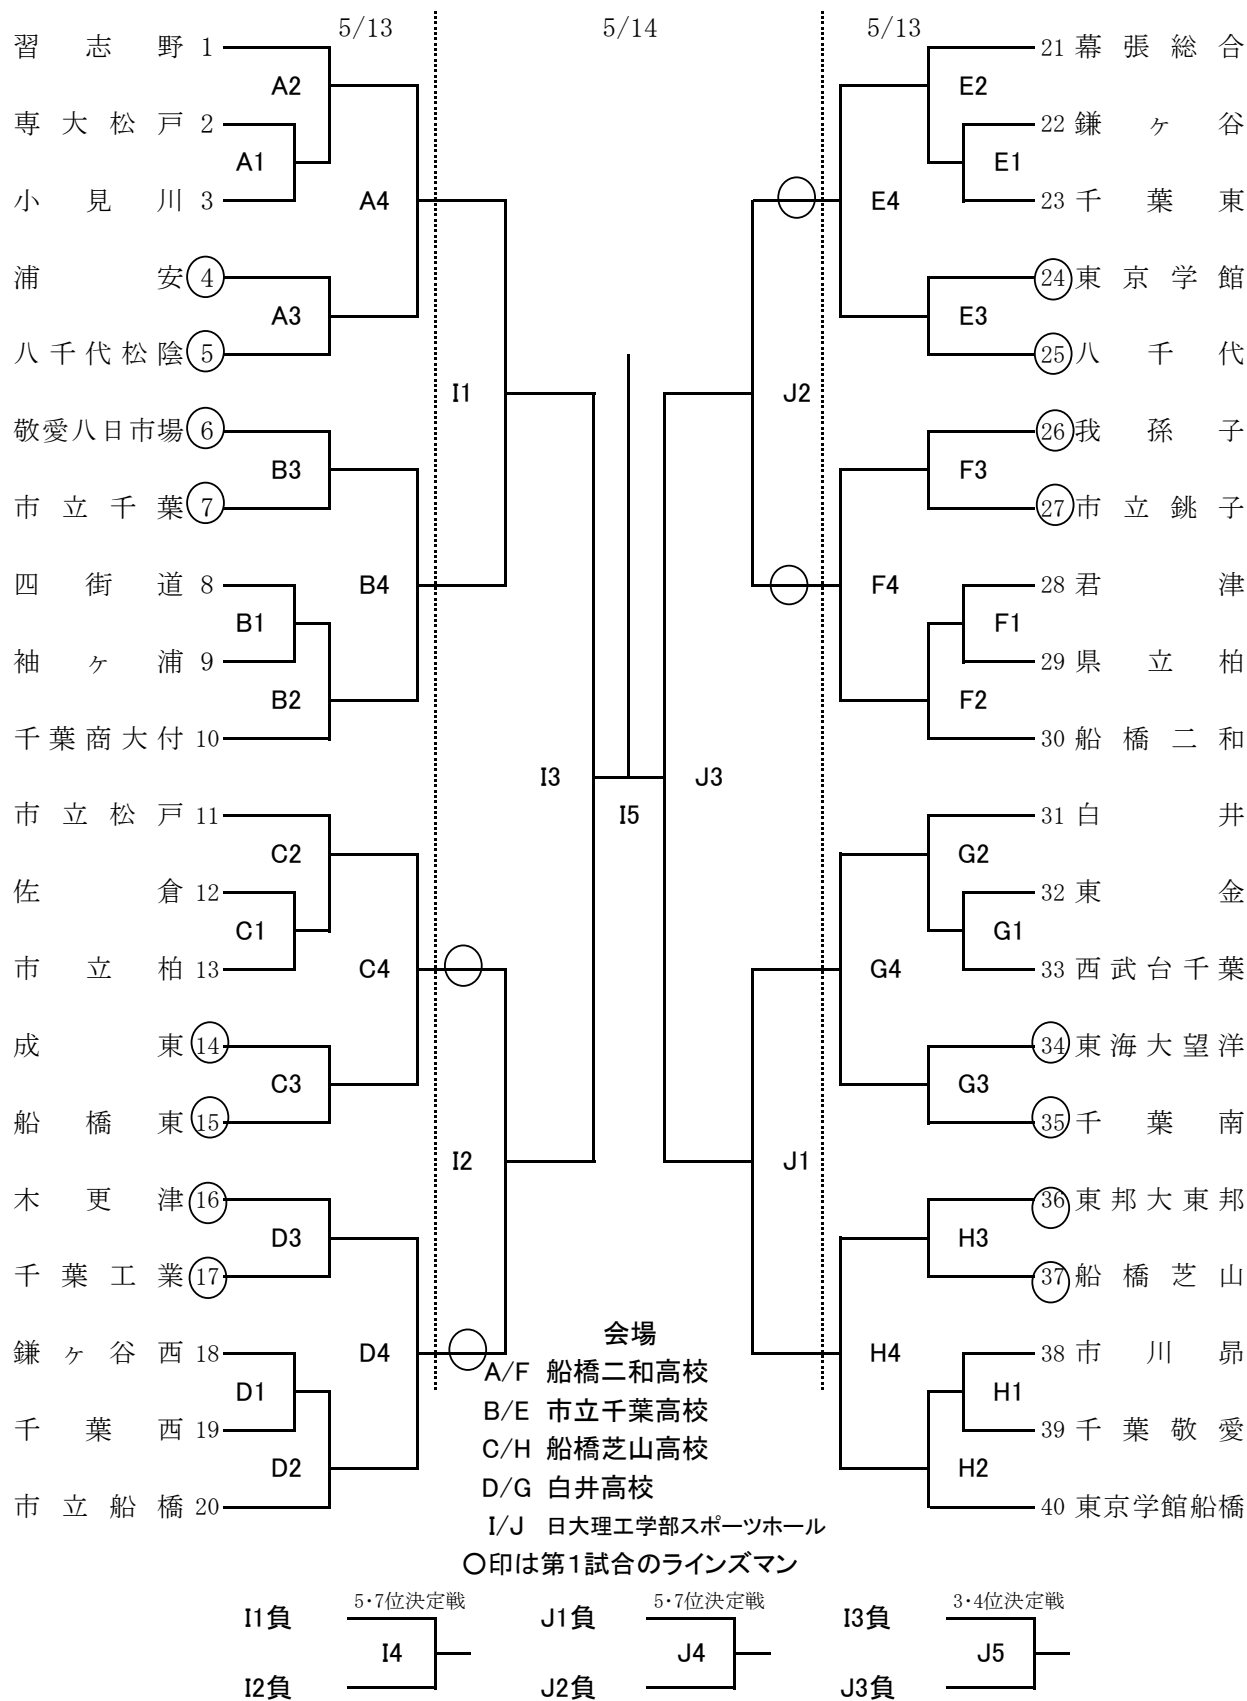 5/13 5/14 5/13
習志野 1
A2
専大松戸 2
A1
小見川 3
A4
浦安 4
A3
八千代松陰 5
I1
敬愛八日市場 6
B3
市立千葉 7
四街道 8
B4
B1
袖ヶ浦 9
B2
千葉商大付 10
I3
市立松戸 11
C2
佐倉 12
C1
市立柏 13
C4
成東 14
C3
船橋東 15
I2
木更津 16
D3
千葉工業 17
鎌ヶ谷西 18
D4
D1
千葉西 19
D2
市立船橋 20
I5
21 幕張総合
E2
22 鎌ヶ谷
E1
23 千葉東
E4
24 東京学館
E3
25 八千代
J2
26 我孫子
F3
27 市立銚子
28 君津
F4
F1
29 県立柏
F2
30 船橋二和
J3
31 白井
G2
32 東金
G1
33 西武台千葉
G4
34 東海大望洋
G3
35 千葉南
J1
36 東邦大東邦
H3
37 船橋芝山
38 市川昴
H4
H1
39 千葉敬愛
H2
40 東京学館船橋
会場
A/F 船橋二和高校
B/E 市立千葉高校
C/H 船橋芝山高校
D/G 白井高校
I/J 日大理工学部スポーツホール
○印は第1試合のラインズマン
5・7位決定戦
I1負
I4
I2負
5・7位決定戦
J1負
J4
J2負
3・4位決定戦
I3負
J5
J3負